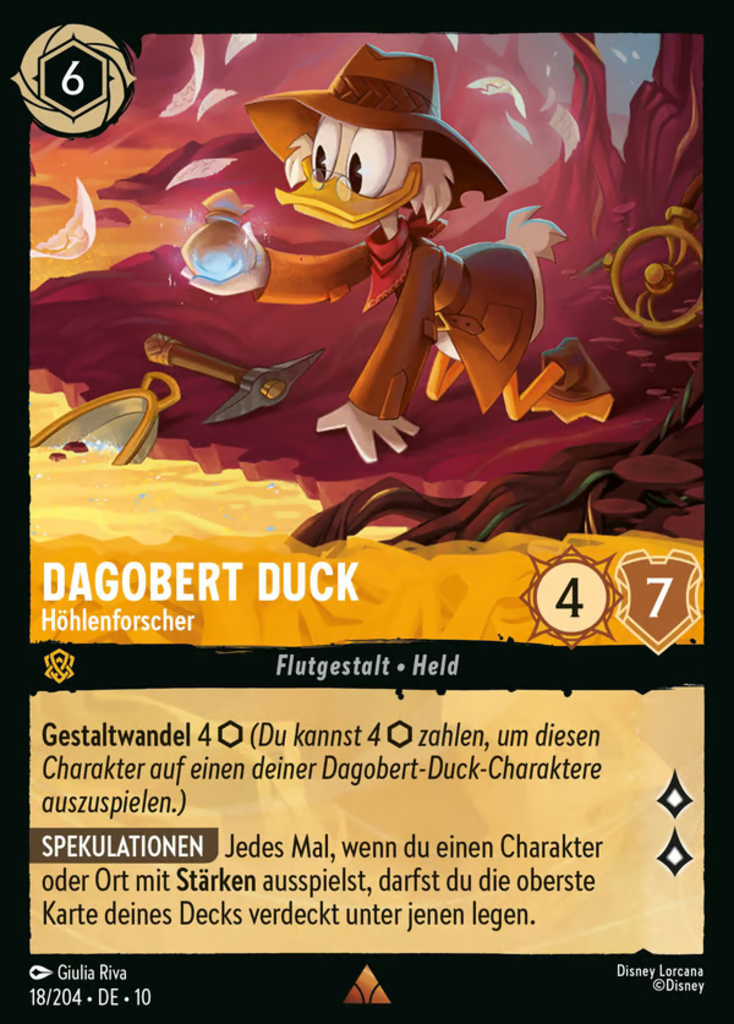 6
DAGOBERT DUCK
Höhlenforscher
4
7
Flutgestalt • Held
Gestaltwandel 4 ⬡ (Du kannst 4 ⬡ zahlen, um diesen
Charakter auf einen deiner Dagobert-Duck-Charaktere
auszuspielen.)
SPEKULATIONEN Jedes Mal, wenn du einen Charakter
oder Ort mit Stärken ausspielst, darfst du die oberste
Karte deines Decks verdeckt unter jenen legen.
Giulia Riva
18/204 • DE • 10
Disney Lorcana
©Disney